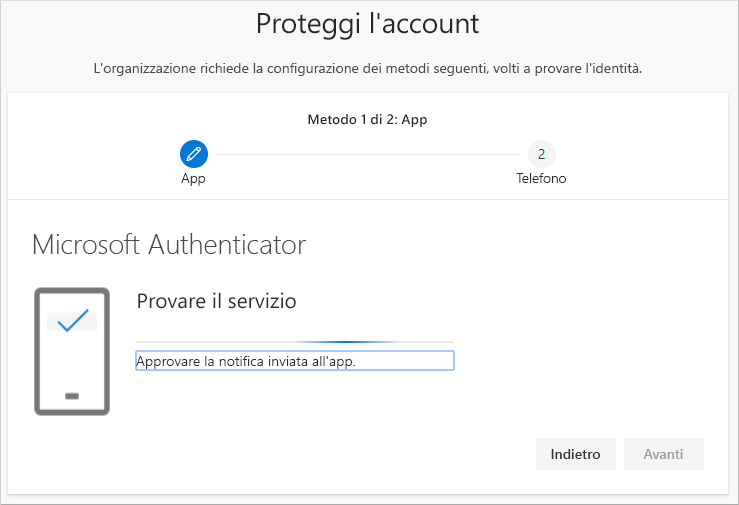 Proteggi l'account
L'organizzazione richiede la configurazione dei metodi seguenti, volti a provare l'identità.
Metodo 1 di 2: App
2
App
Telefono
Microsoft Authenticator
Provare il servizio
Approvare la notifica inviata all'app.
Indietro
Avanti